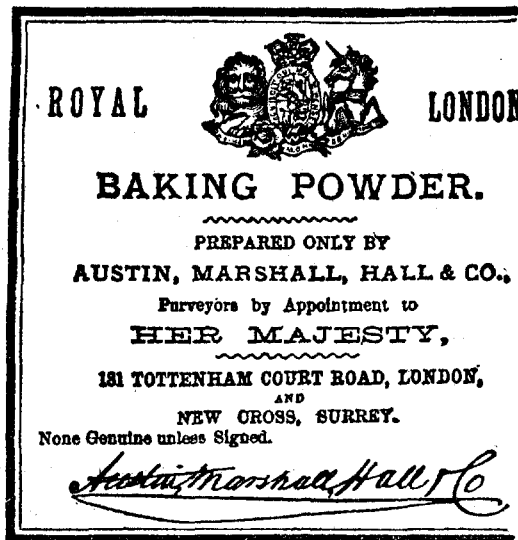 ROYAL LONDON
BAKING POWDER.
PREPARED ONLY BY
AUSTIN, MARSHALL, HALL & CO.,
Purveyors by Appointment to
HER MAJESTY,
181 TOTTENHAM COURT ROAD, LONDON,
AND
NEW CROSS, SURREY.
None Genuine unless Signed.
Austin, Marshall, Hall & Co